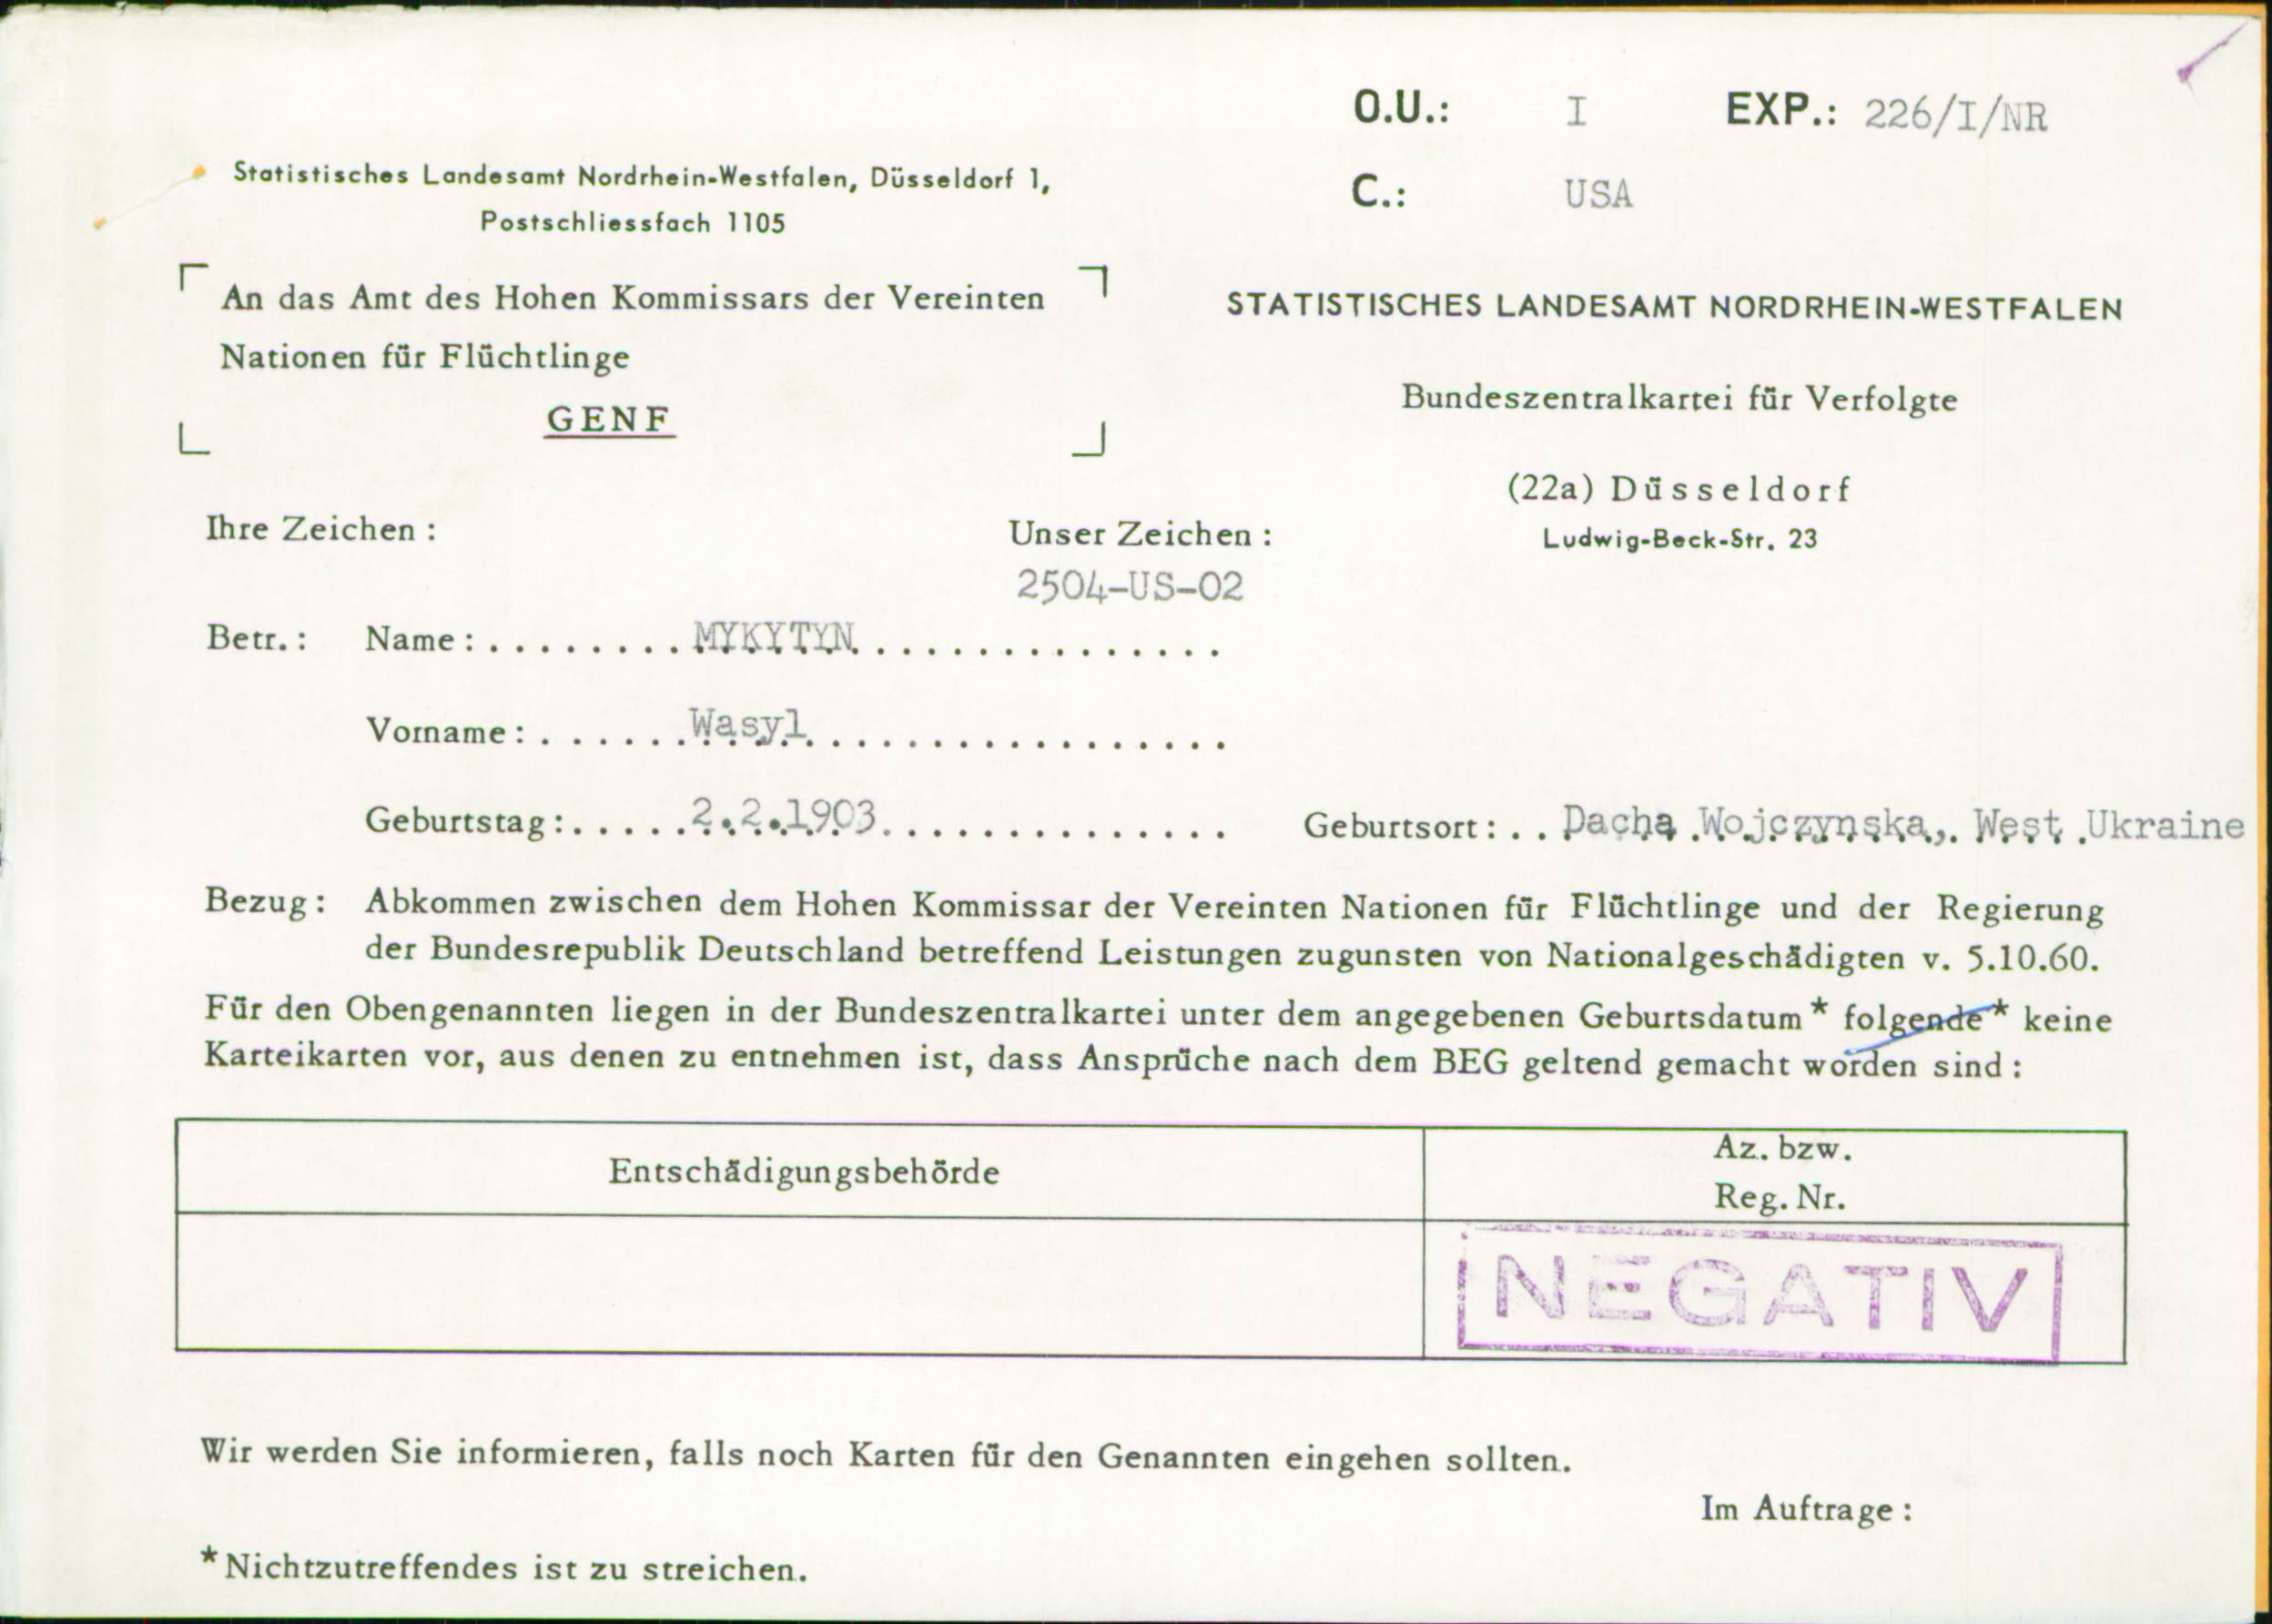 O.U.: I EXP.: 226/I/NR
C.: USA
Statistisches Landesamt Nordrhein-Westfalen, Düsseldorf 1,
Postschliessfach 1105
An das Amt des Hohen Kommissars der Vereinten
Nationen für Flüchtlinge
GENF
STATISTISCHES LANDESAMT NORDRHEIN-WESTFALEN
Bundeszentralkartei für Verfolgte
(22a) Düsseldorf
Ludwig-Beck-Str. 23
Ihre Zeichen: Unser Zeichen:
2504-US-02
Betr.: Name: MYKYTYN
Vorname: Wasyl
Geburtstag: 2.2.1903 Geburtsort: Dacha Wojczynska, West Ukraine
Bezug: Abkommen zwischen dem Hohen Kommissar der Vereinten Nationen für Flüchtlinge und der Regierung
der Bundesrepublik Deutschland betreffend Leistungen zugunsten von Nationalgeschädigten v. 5.10.60.
Für den Obengenannten liegen in der Bundeszentralkartei unter dem angegebenen Geburtsdatum * folgende * keine
Karteikarten vor, aus denen zu entnehmen ist, dass Ansprüche nach dem BEG geltend gemacht worden sind:
Entschädigungsbehörde
Az. bzw.
Reg. Nr.
NEGATIV
Wir werden Sie informieren, falls noch Karten für den Genannten eingehen sollten.
Im Auftrage:
* Nichtzutreffendes ist zu streichen.